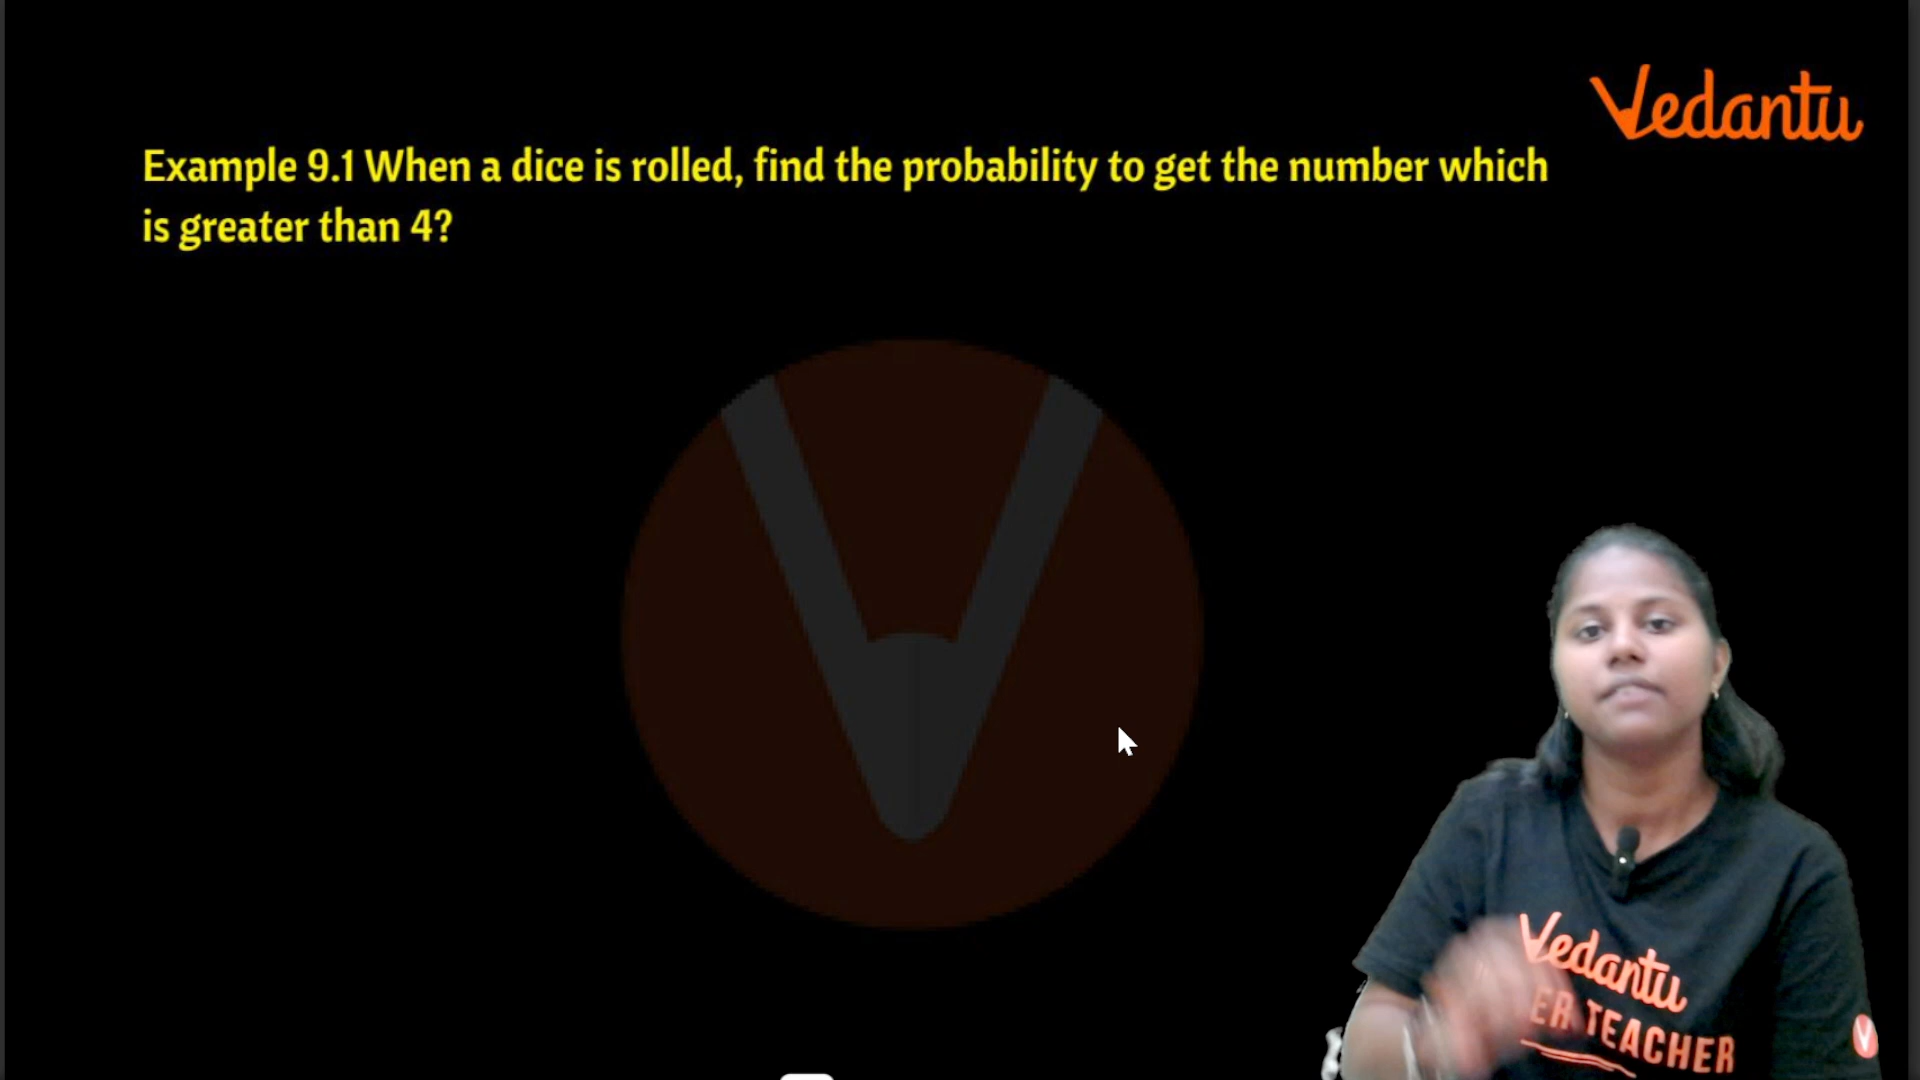 Vedantu
Example 9.1 When a dice is rolled, find the probability to get the number which
is greater than 4?
Vedantu
ER TEACHER
V